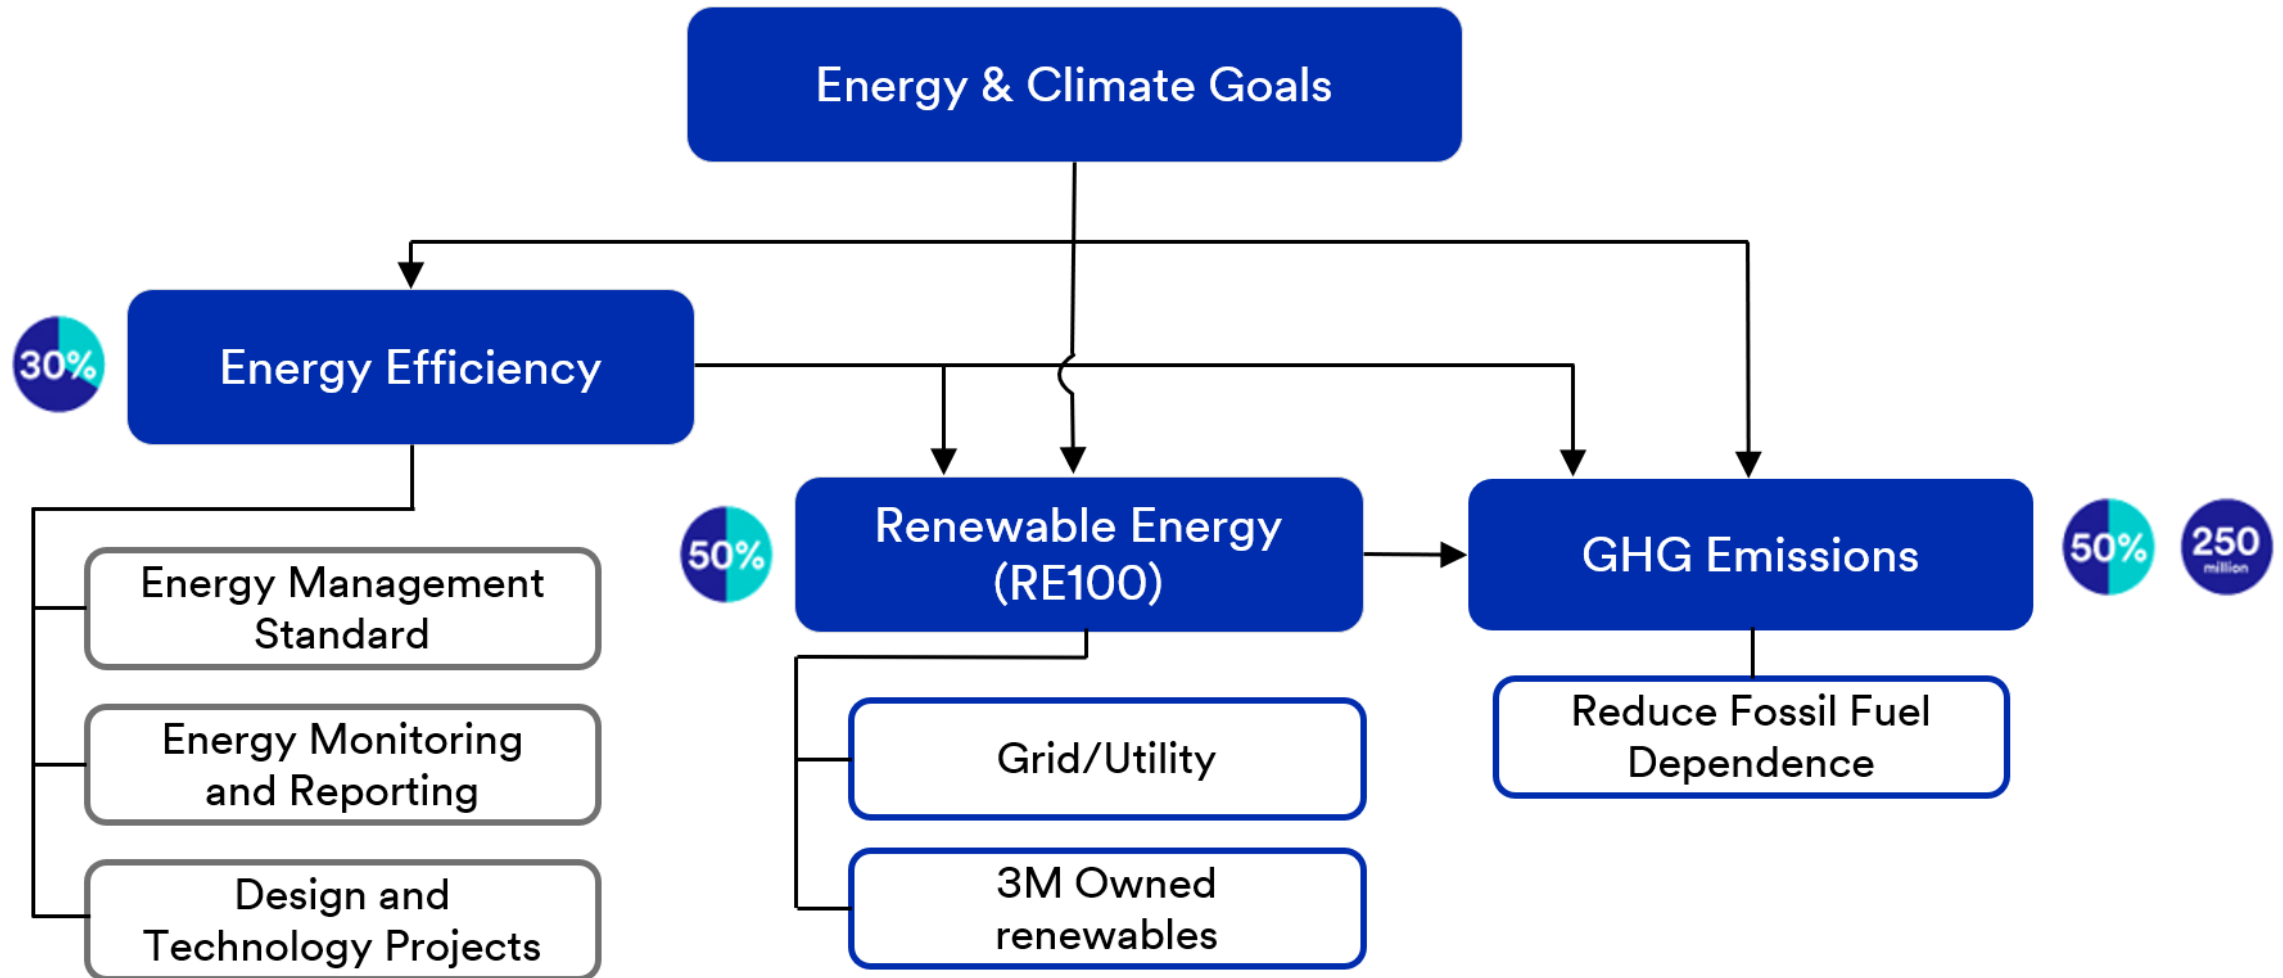 Energy & Climate Goals
30%
Energy Efficiency
Energy Management
Standard
Energy Monitoring
and Reporting
Design and
Technology Projects
50%
Renewable Energy
(RE100)
Grid/Utility
3M Owned
renewables
GHG Emissions
50%
250
million
Reduce Fossil Fuel
Dependence